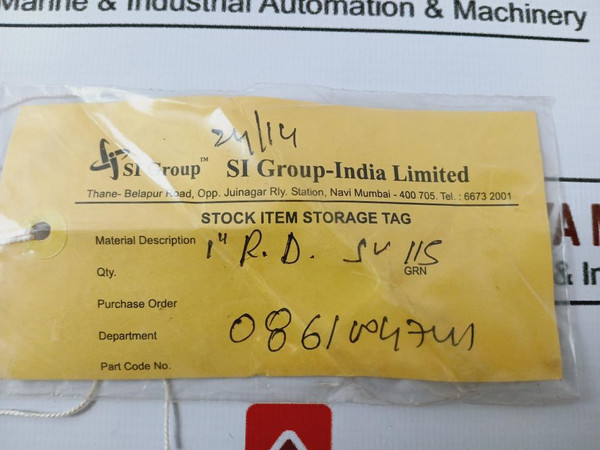 Marine & Industrial Automation & Machinery
24/14
SI Group™ SI Group-India Limited
Thane- Belapur Road, Opp. Juinagar Rly. Station, Navi Mumbai - 400 705. Tel. : 6673 2001
STOCK ITEM STORAGE TAG
Material Description 1" R.D. SV 115
Qty. GRN
Purchase Order
Department
Part Code No.